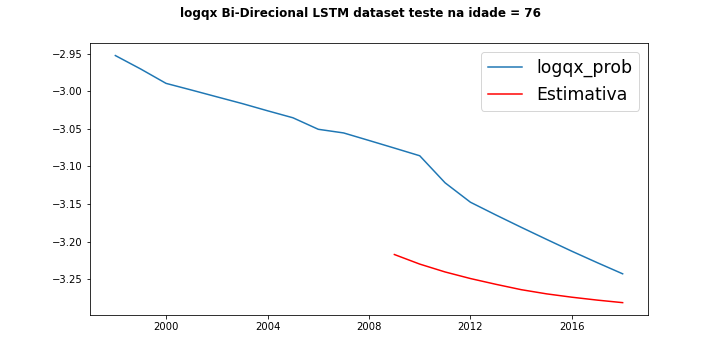 logqx Bi-Direcional LSTM dataset teste na idade = 76
−2.95
−3.00
−3.05
−3.10
−3.15
−3.20
−3.25
logqx_prob
Estimativa
2000 2004 2008 2012 2016